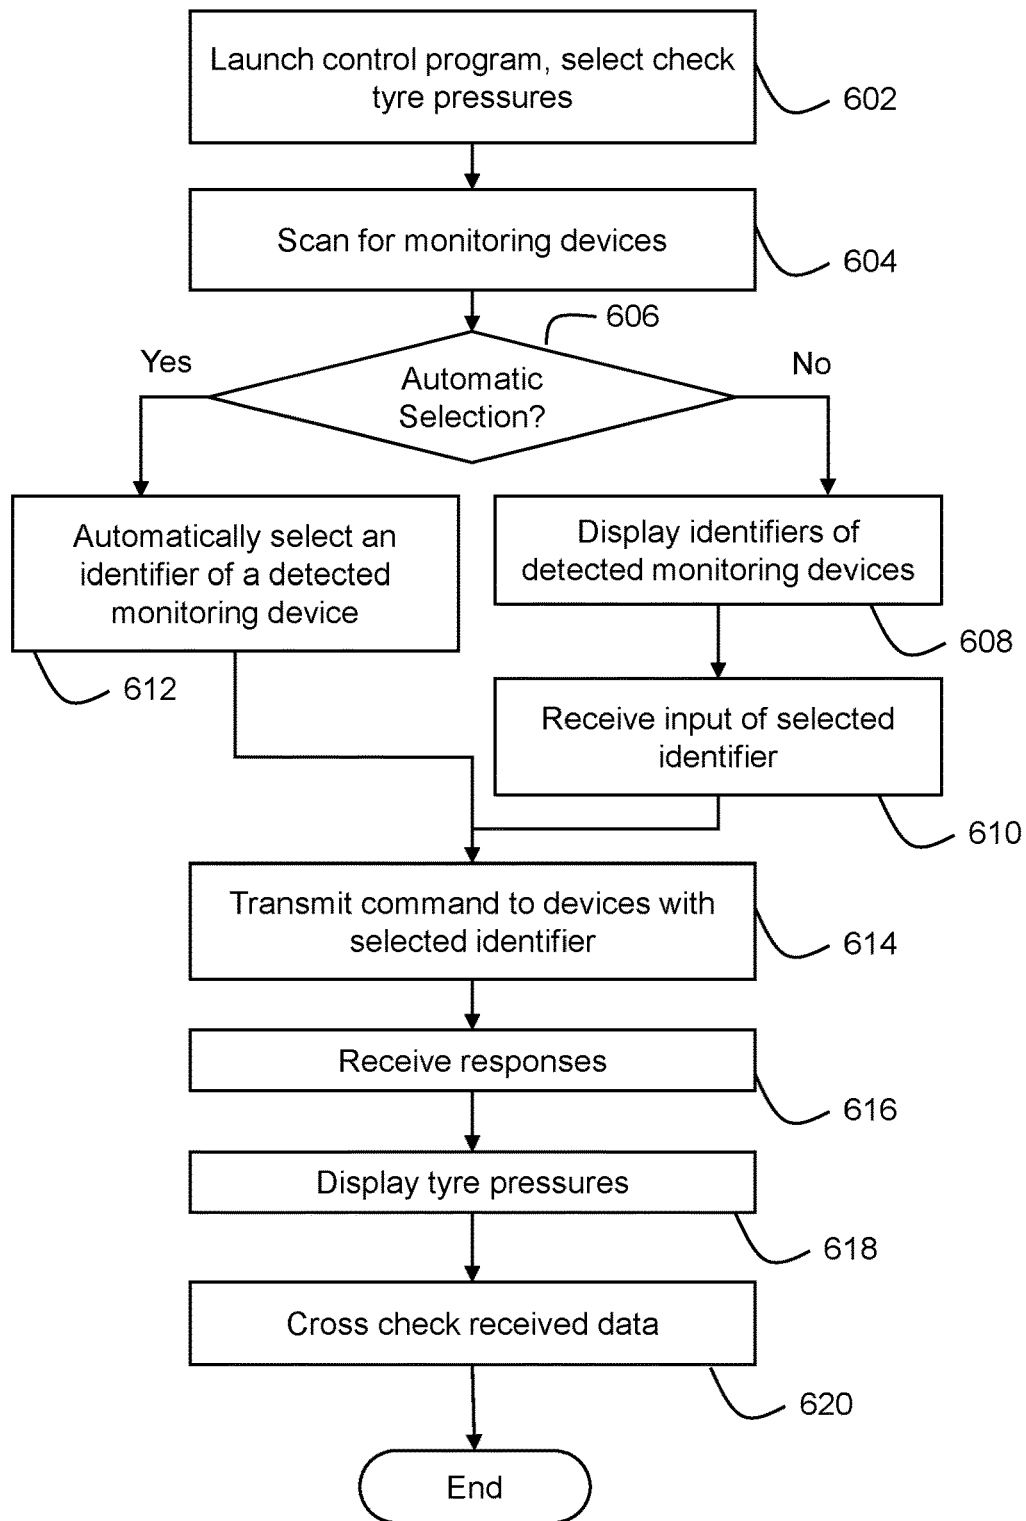 Launch control program, select check
tyre pressures
602
Scan for monitoring devices
604
606
Yes
No
Automatic
Selection?
Automatically select an
identifier of a detected
monitoring device
612
Display identifiers of
detected monitoring devices
608
Receive input of selected
identifier
610
Transmit command to devices with
selected identifier
614
Receive responses
616
Display tyre pressures
618
Cross check received data
620
End